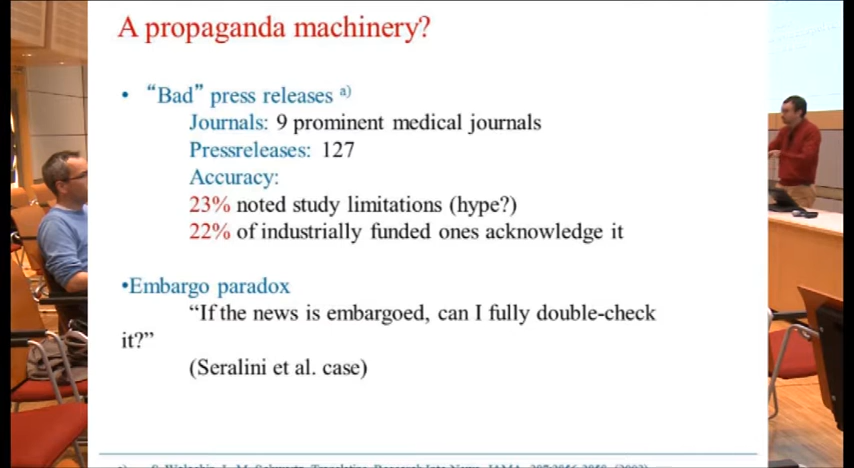 A propaganda machinery?
• “Bad” press releases a)
Journals: 9 prominent medical journals
Pressreleases: 127
Accuracy:
23% noted study limitations (hype?)
22% of industrially funded ones acknowledge it
•Embargo paradox
“If the news is embargoed, can I fully double-check
it?”
(Seralini et al. case)